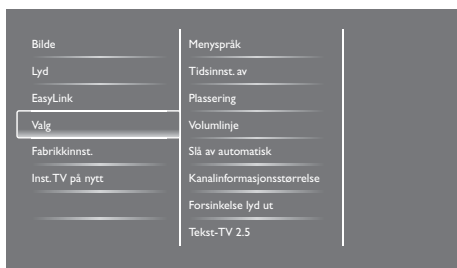 Bilde
Lyd
EasyLink
Valg
Fabrikkinnst.
Inst. TV på nytt
Menyspråk
Tidsinnst. av
Plassering
Volumlinje
Slå av automatisk
Kanalinformasjonsstørrelse
Forsinkelse lyd ut
Tekst-TV 2.5